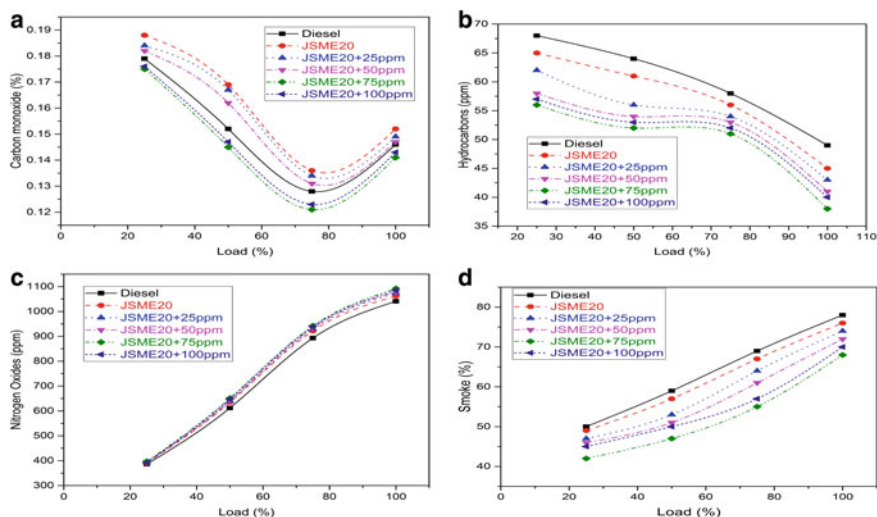 a
Carbon monoxide (%)
0.19
0.18
0.17
0.16
0.15
0.14
0.13
0.12
Diesel
JSME20
JSME20+25ppm
JSME20+50ppm
JSME20+75ppm
JSME20+100ppm
0 20 40 60 80 100
Load (%)
b
Hydrocarbons (ppm)
70
65
60
55
50
45
40
35
Diesel
JSME20
JSME20+25ppm
JSME20+50ppm
JSME20+75ppm
JSME20+100ppm
20 30 40 50 60 70 80 90 100 110
Load (%)
c
Nitrogen Oxides (ppm)
1100
1000
900
800
700
600
500
400
300
Diesel
JSME20
JSME20+25ppm
JSME20+50ppm
JSME20+75ppm
JSME20+100ppm
0 20 40 60 80 100
Load (%)
d
Smoke (%)
80
70
60
50
40
Diesel
JSME20
JSME20+25ppm
JSME20+50ppm
JSME20+75ppm
JSME20+100ppm
0 20 40 60 80 100
Load (%)